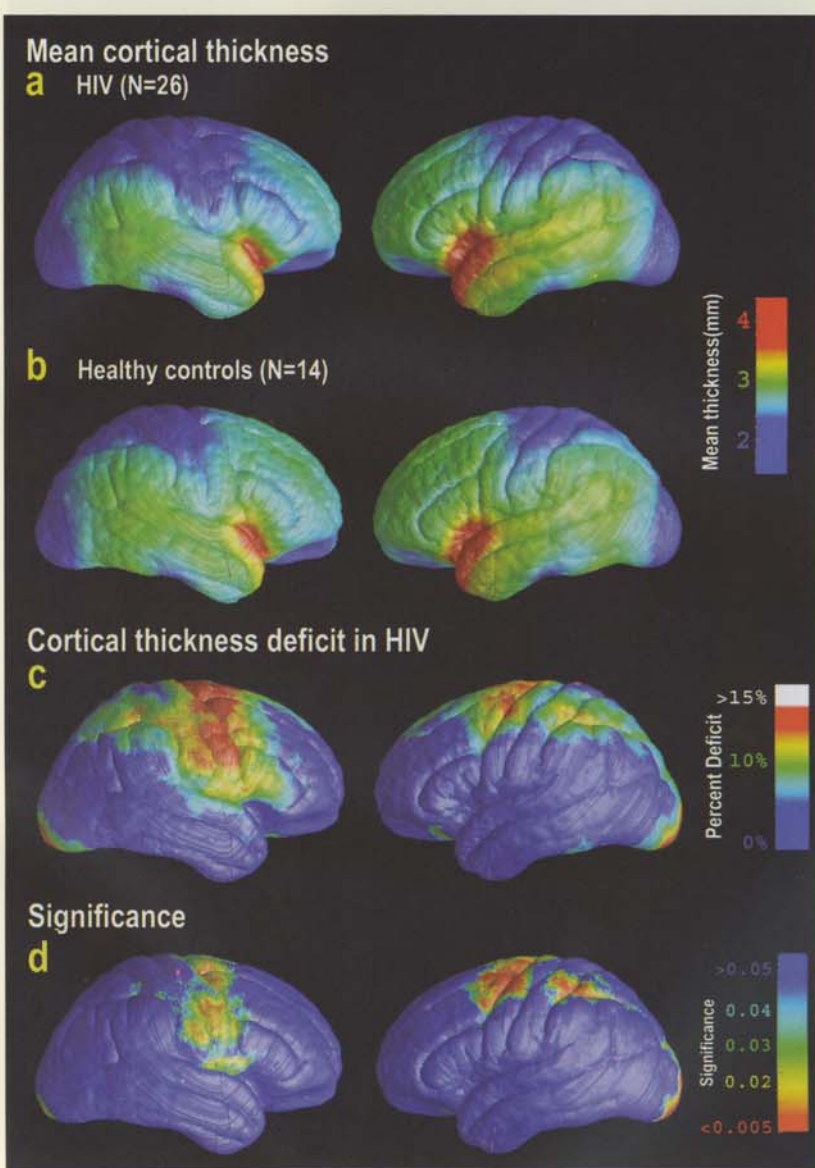 Mean cortical thickness
a HIV (N=26)
b Healthy controls (N=14)
Mean thickness(mm)
4
3
2
Cortical thickness deficit in HIV
c
Percent Deficit
>15%
10%
0%
Significance
d
Significance
>0.05
0.04
0.03
0.02
<0.005